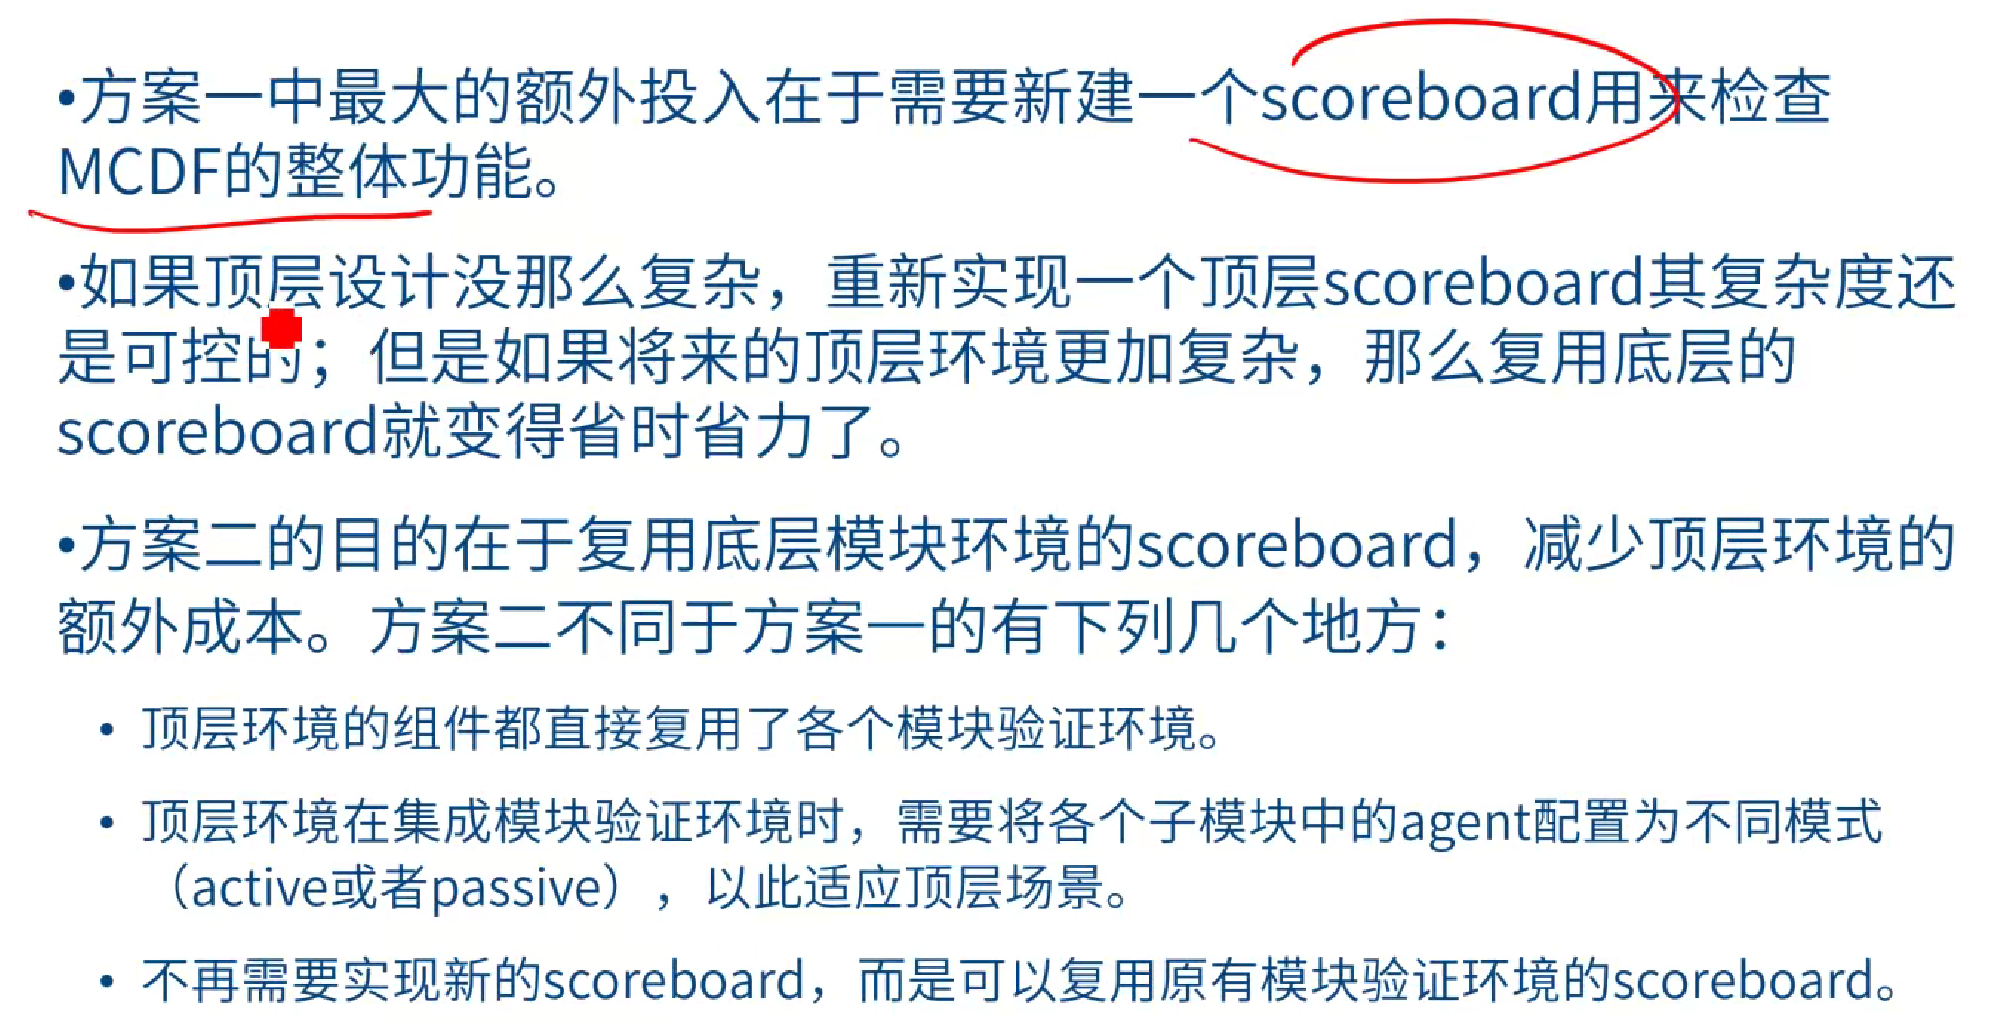 •方案一中最大的额外投入在于需要新建一个scoreboard用来检查
MCDF的整体功能。
•如果顶层设计没那么复杂，重新实现一个顶层scoreboard其复杂度还
是可控的；但是如果将来的顶层环境更加复杂，那么复用底层的
scoreboard就变得省时省力了。
•方案二的目的在于复用底层模块环境的scoreboard，减少顶层环境的
额外成本。方案二不同于方案一的有下列几个地方：
• 顶层环境的组件都直接复用了各个模块验证环境。
• 顶层环境在集成模块验证环境时，需要将各个子模块中的agent配置为不同模式
（active或者passive），以此适应顶层场景。
• 不再需要实现新的scoreboard，而是可以复用原有模块验证环境的scoreboard。